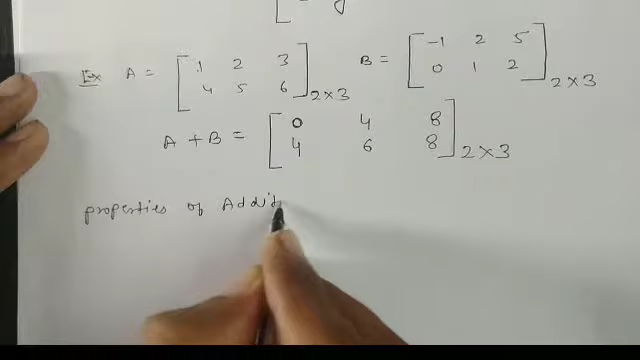 Ex A = [ 1 2 3 B = [ -1 2 5
4 5 6 ] 2×3 0 1 2 ] 2×3
A + B = [ 0 4 8
4 6 8 ] 2×3
properties of Addit